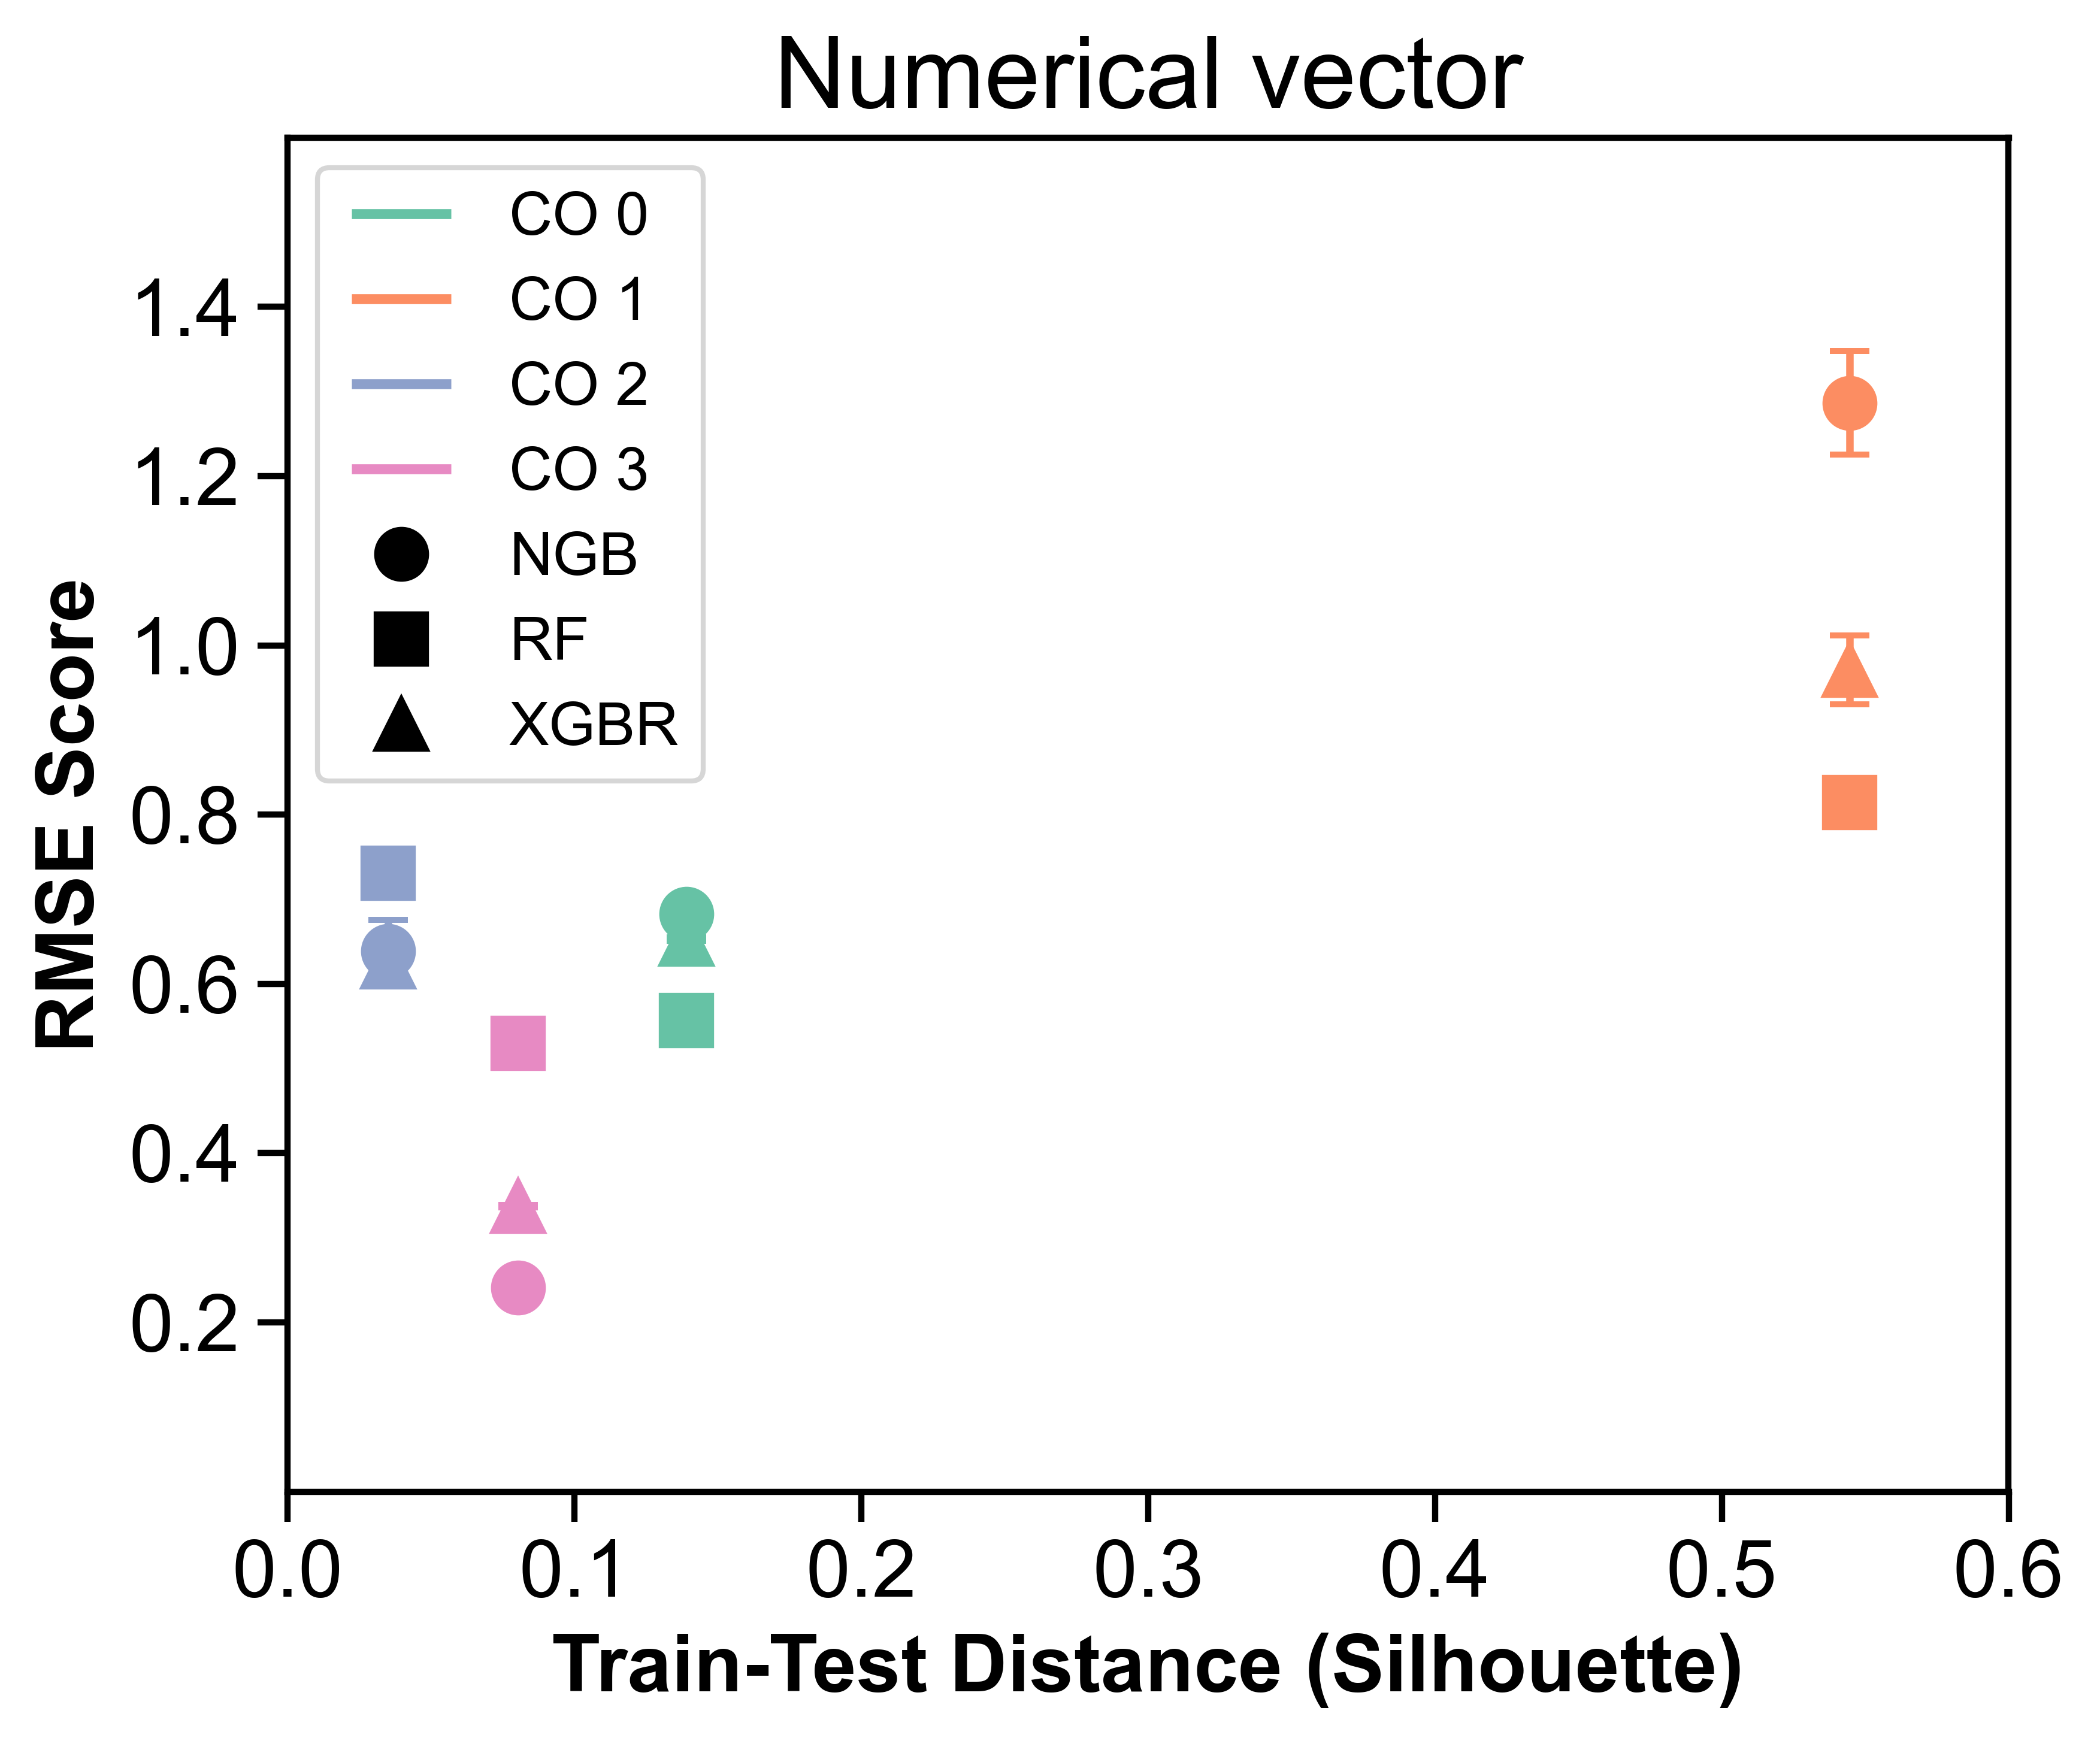 Numerical vector
CO 0
CO 1
CO 2
CO 3
NGB
RF
XGBR
1.4
1.2
1.0
0.8
0.6
0.4
0.2
RMSE Score
0.0 0.1 0.2 0.3 0.4 0.5 0.6
Train-Test Distance (Silhouette)